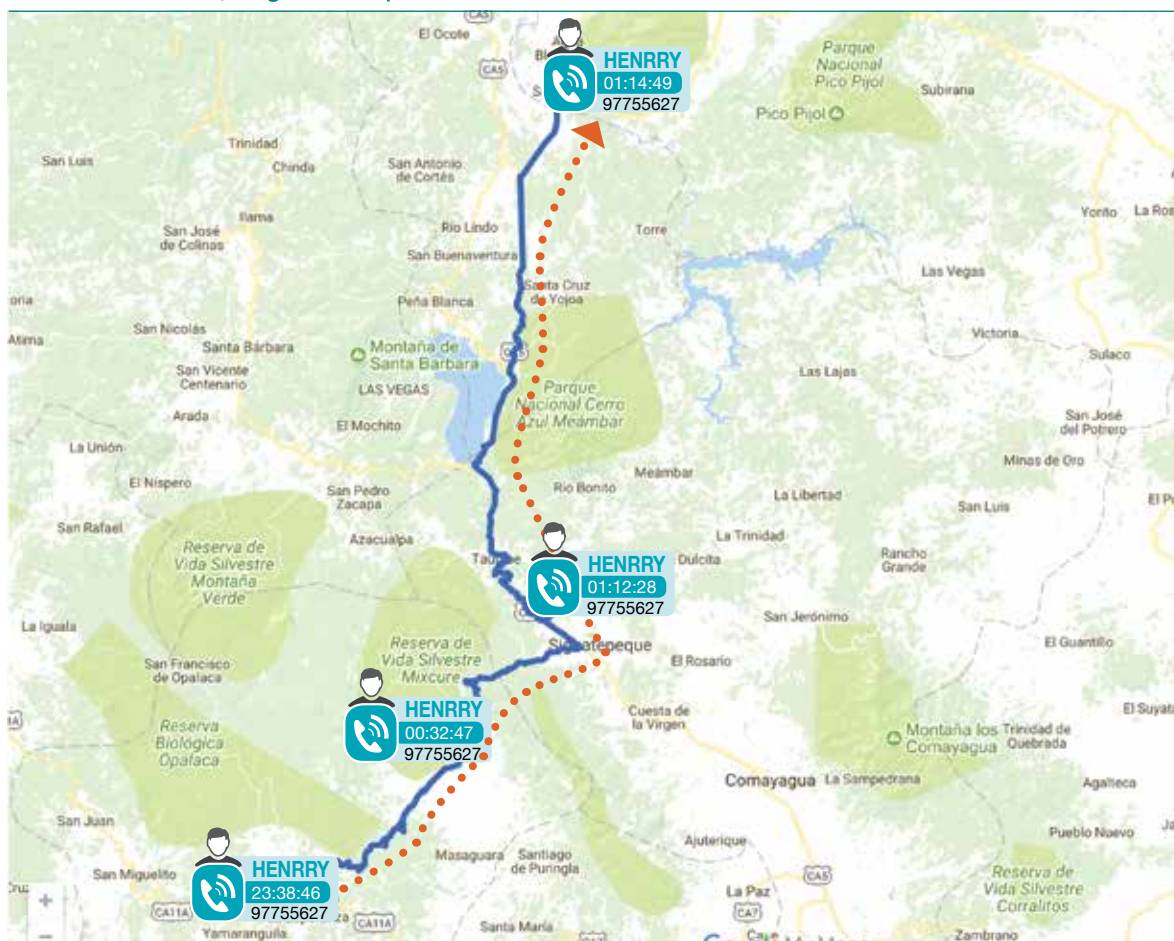 El Ocote
CA5
CA5
HENRRY
01:14:49
97755627
Parque
Nacional
Pico Pijol
Subirana
Pico Pijol
Trinidad
San Luis
Chinda
San Antonio
de Cortés
Ilama
San José
de Colinas
Rio Lindo
Torre
Yorito
San Buenaventura
Las Vegas
Santa Cruz
de Yojoa
Peña Blanca
San Nicolás
Atima
Santa Bárbara
Montaña de
Santa Bárbara
Victoria
Sulaco
San Vicente
Centenario
LAS VEGAS
Las Lajas
Parque
Nacional Cerro
Azul Meámbar
Arada
El Mochito
San José
del Potrero
La Unión
Minas de Oro
El Nispero
San Pedro
Zacapa
Rio Bonito
Meámbar
La Libertad
San Luis
San Rafael
Azacualpa
La Trinidad
Reserva de
Vida Silvestre
Montaña
Verde
HENRRY
01:12:28
97755627
Dulcita
Rancho
Grande
San Jerónimo
La Iguala
Reserva de
Vida Silvestre
Mixcure
El Rosario
El Guantillo
San Francisco
de Opalaca
HENRRY
00:32:47
97755627
Cuesta de
la Virgen
El Suyata
Reserva
Biologica
Opalaca
Montaña los
Comayagua
Trinidad de
Quebrada
Comayagua
La Sampedrana
Agalteca
San Juan
Ajuterique
Pueblo Nuevo
Masaguara
Santiago
de Puringla
San Miguelito
HENRRY
23:38:46
97755627
CA5
Reserva de
Vida Silvestre
Corralitos
La Paz
CA11A
CA11A
Santa María
CA7
Yamaranguila
Zambrano